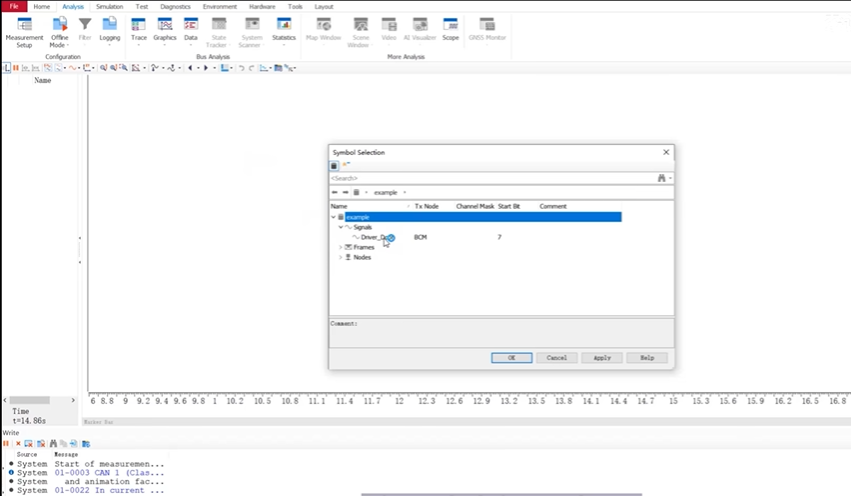 File Home Analysis Simulation Test Diagnostics Environment Hardware Tools Layout
Measurement Setup
Offline Mode
Filter
Logging
Trace
Graphics
Data
State Tracker
System Scanner
Statistics
Map Window
Scene Window
Video
AI Visualizer
Scope
GNSS Monitor
Configuration
Bus Analysis
More Analysis
Name
Symbol Selection
<Search>
example
Name Tx Node Channel Mask Start Bit Comment
example
Signals
BCM 7
Frames
Nodes
Comment:
OK Cancel Apply Help
6 8.8 9 9.2 9.4 9.6 9.8 1 10.2 10.5 10.8 11.1 11.4 11.7 12 12.3 12.6 12.9 13.2 13.5 13.8 14.1 14.4 14.7 15 15.3 15.6 15.9 16.2 16.5 16.8
Time
t=14.86s
Marker Bar
Write
Source Message
System Start of measuremen...
System 01-0003 CAN 1 (Clas...
System and animation fac...
System 01-0022 In current ...